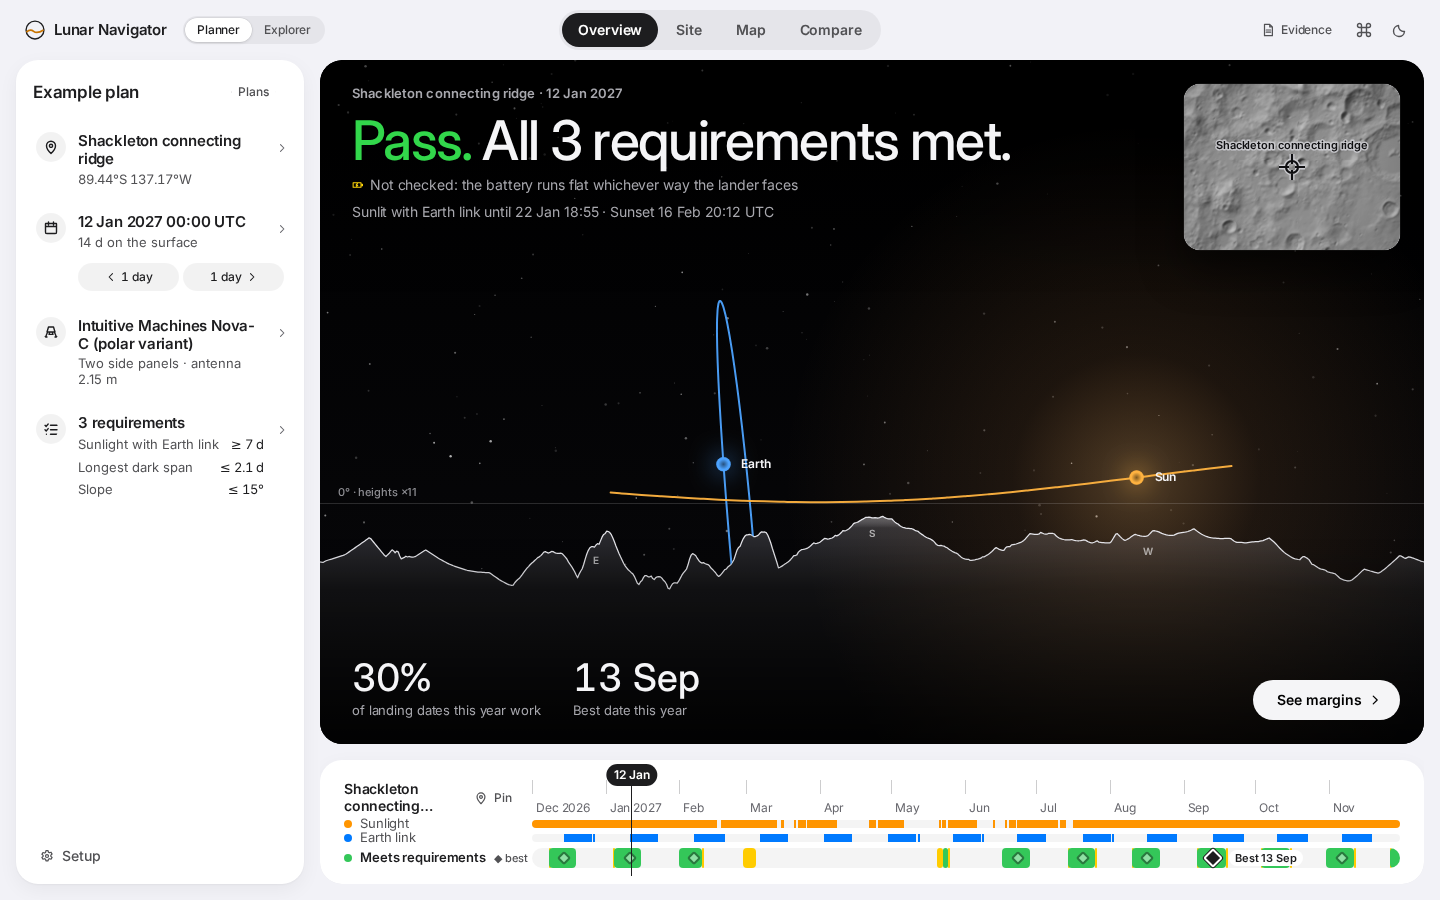 Lunar Navigator
Planner
Explorer
Overview
Site
Map
Compare
Evidence
Example plan
Plans
Shackleton connecting
ridge
89.44°S 137.17°W
12 Jan 2027 00:00 UTC
14 d on the surface
1 day
1 day
Intuitive Machines Nova-
C (polar variant)
Two side panels · antenna
2.15 m
3 requirements
Sunlight with Earth link ≥ 7 d
Longest dark span ≤ 2.1 d
Slope ≤ 15°
Setup
Shackleton connecting ridge · 12 Jan 2027
Pass. All 3 requirements met.
Not checked: the battery runs flat whichever way the lander faces
Sunlit with Earth link until 22 Jan 18:55 · Sunset 16 Feb 20:12 UTC
Shackleton connecting ridge
Earth
Sun
0° · heights ×11
E
S
W
30%
of landing dates this year work
13 Sep
Best date this year
See margins
12 Jan
Shackleton
connecting...
Pin
Dec 2026 Jan 2027 Feb Mar Apr May Jun Jul Aug Sep Oct Nov
Sunlight
Earth link
Meets requirements ◆ best
Best 13 Sep